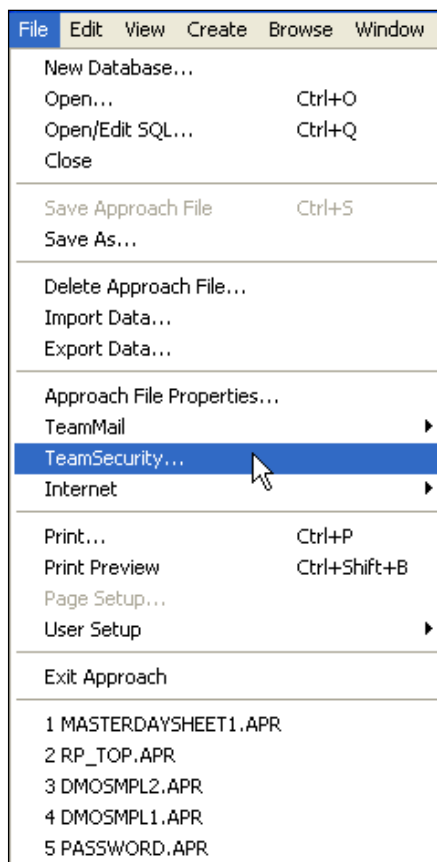 File Edit View Create Browse Window
New Database...
Open... Ctrl+O
Open/Edit SQL... Ctrl+Q
Close
Save Approach File Ctrl+S
Save As...
Delete Approach File...
Import Data...
Export Data...
Approach File Properties...
TeamMail
TeamSecurity...
Internet
Print... Ctrl+P
Print Preview Ctrl+Shift+B
Page Setup...
User Setup
Exit Approach
1 MASTERDAYSHEET1.APR
2 RP_TOP.APR
3 DMOSMPL2.APR
4 DMOSMPL1.APR
5 PASSWORD.APR